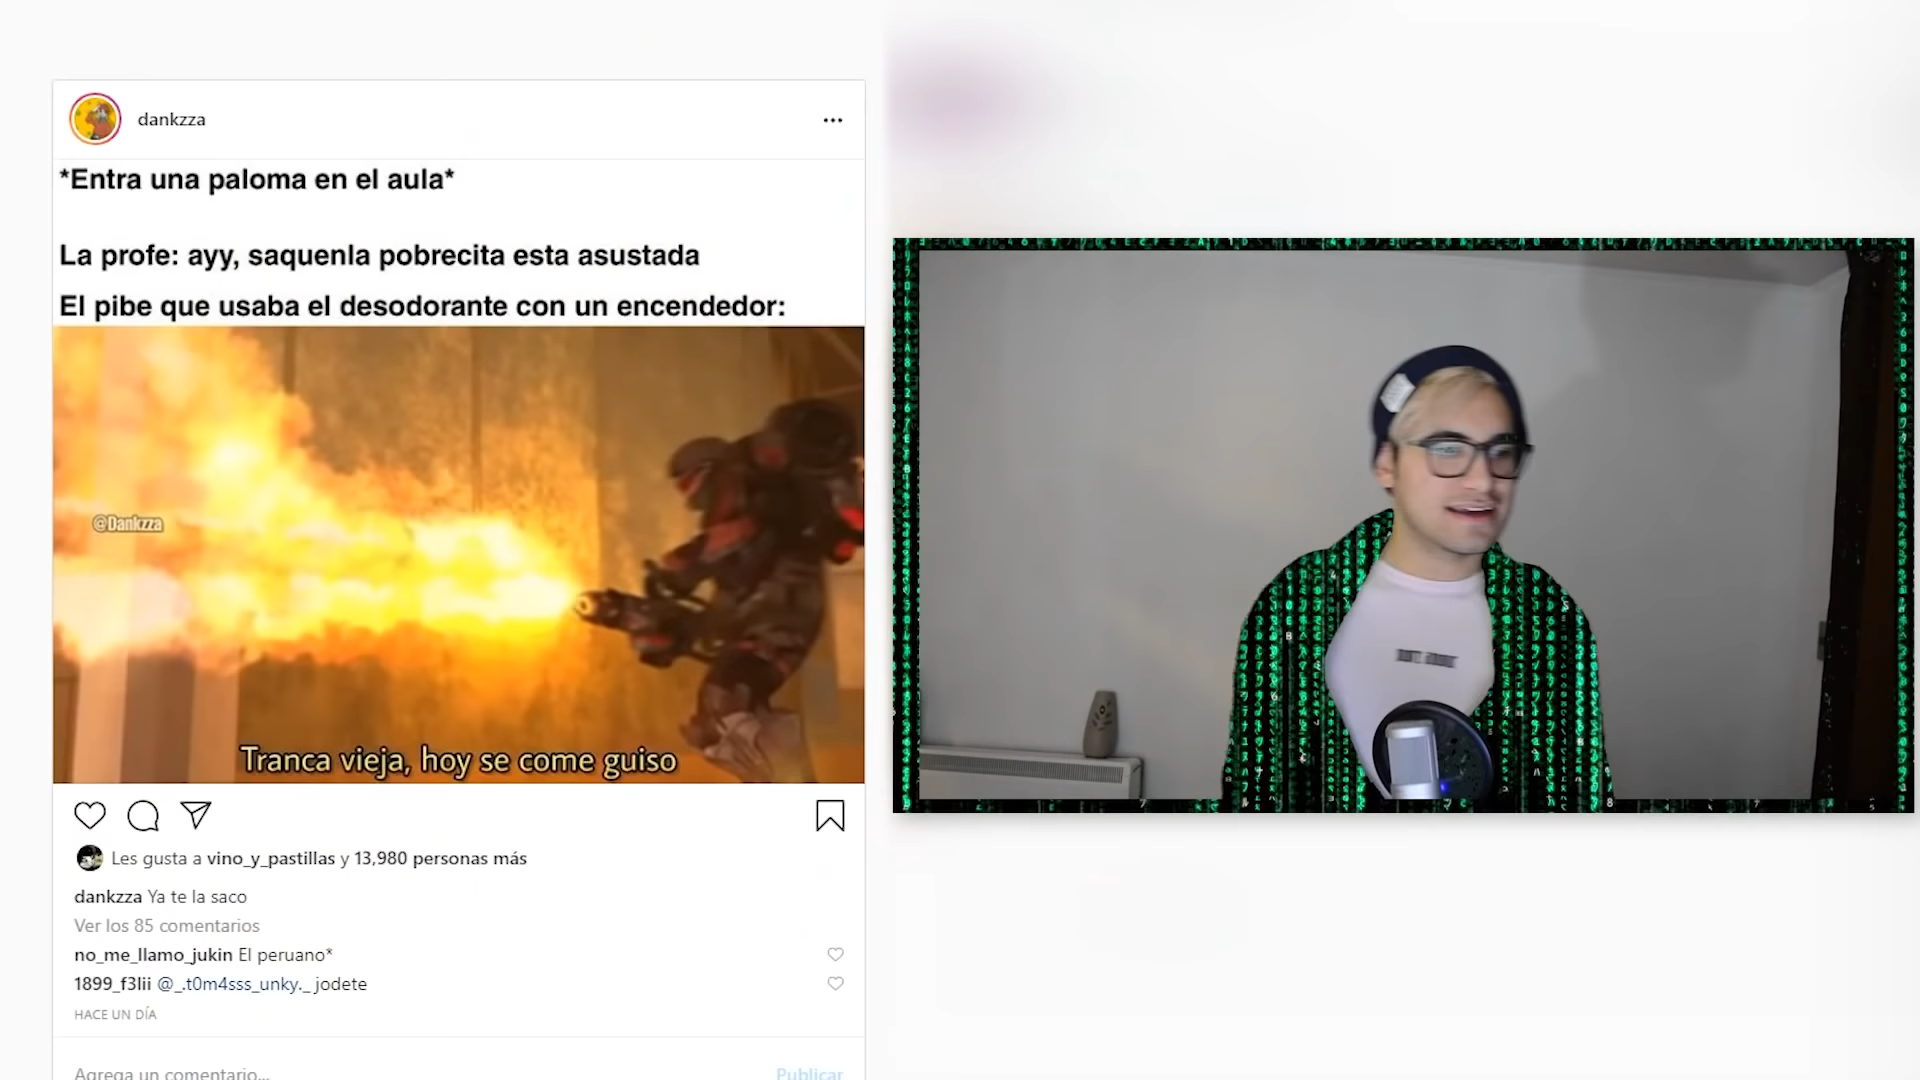 dankzza
*Entra una paloma en el aula*
La profe: ayy, saquenla pobrecita esta asustada
El pibe que usaba el desodorante con un encendedor:
@Dankzza
Tranca vieja, hoy se come guiso
Les gusta a vino_y_pastillas y 13,980 personas más
dankzza Ya te la saco
Ver los 85 comentarios
no_me_llamo_jukin El peruano*
1899_f3lii @_.t0m4sss_unky._ jodete
HACE UN DÍA
Agrega un comentario...
Publicar